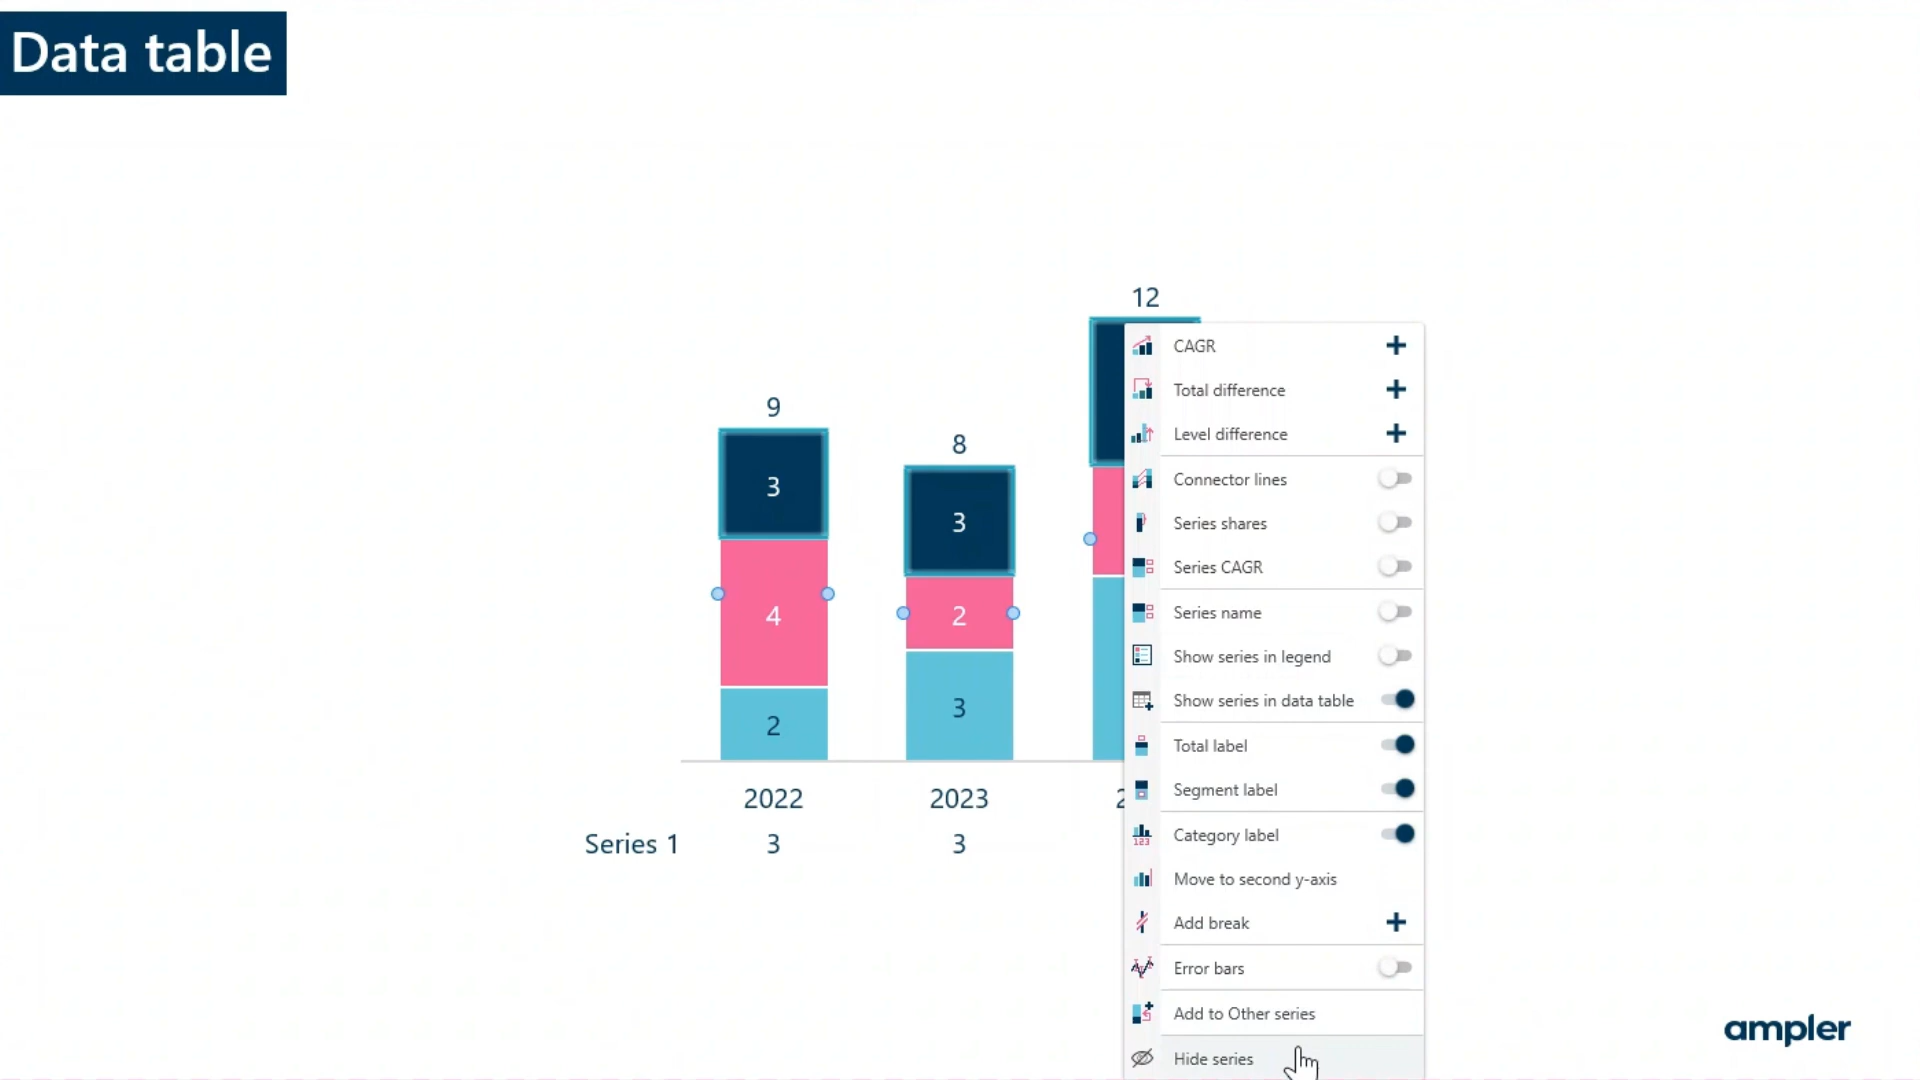 Data table
12
9
8
3
3
4
2
2
3
2022
2023
2
Series 1
3
3
CAGR
Total difference
Level difference
Connector lines
Series shares
Series CAGR
Series name
Show series in legend
Show series in data table
Total label
Segment label
Category label
Move to second y-axis
Add break
Error bars
Add to Other series
Hide series
123
ampler